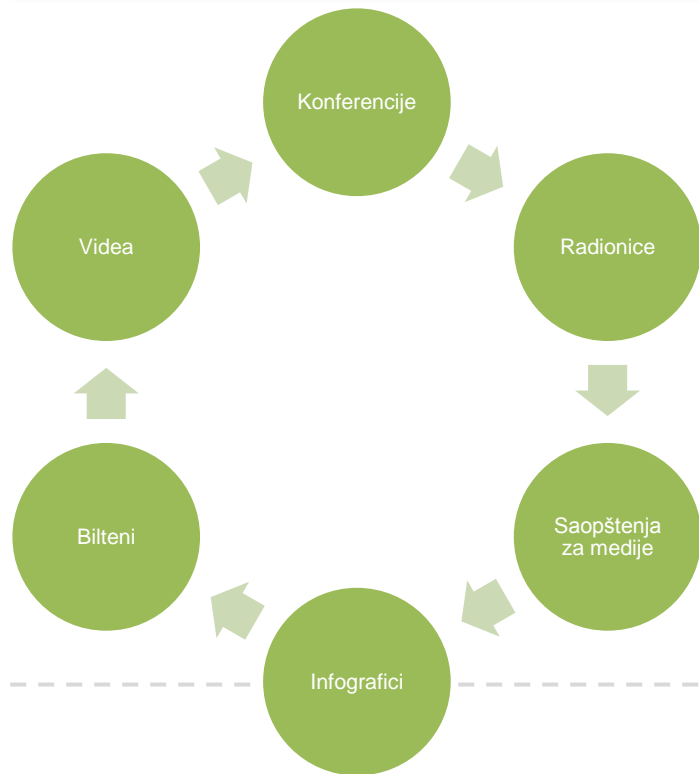 Konferencije
Radionice
Saopštenja
za medije
Infografici
Bilteni
Videa